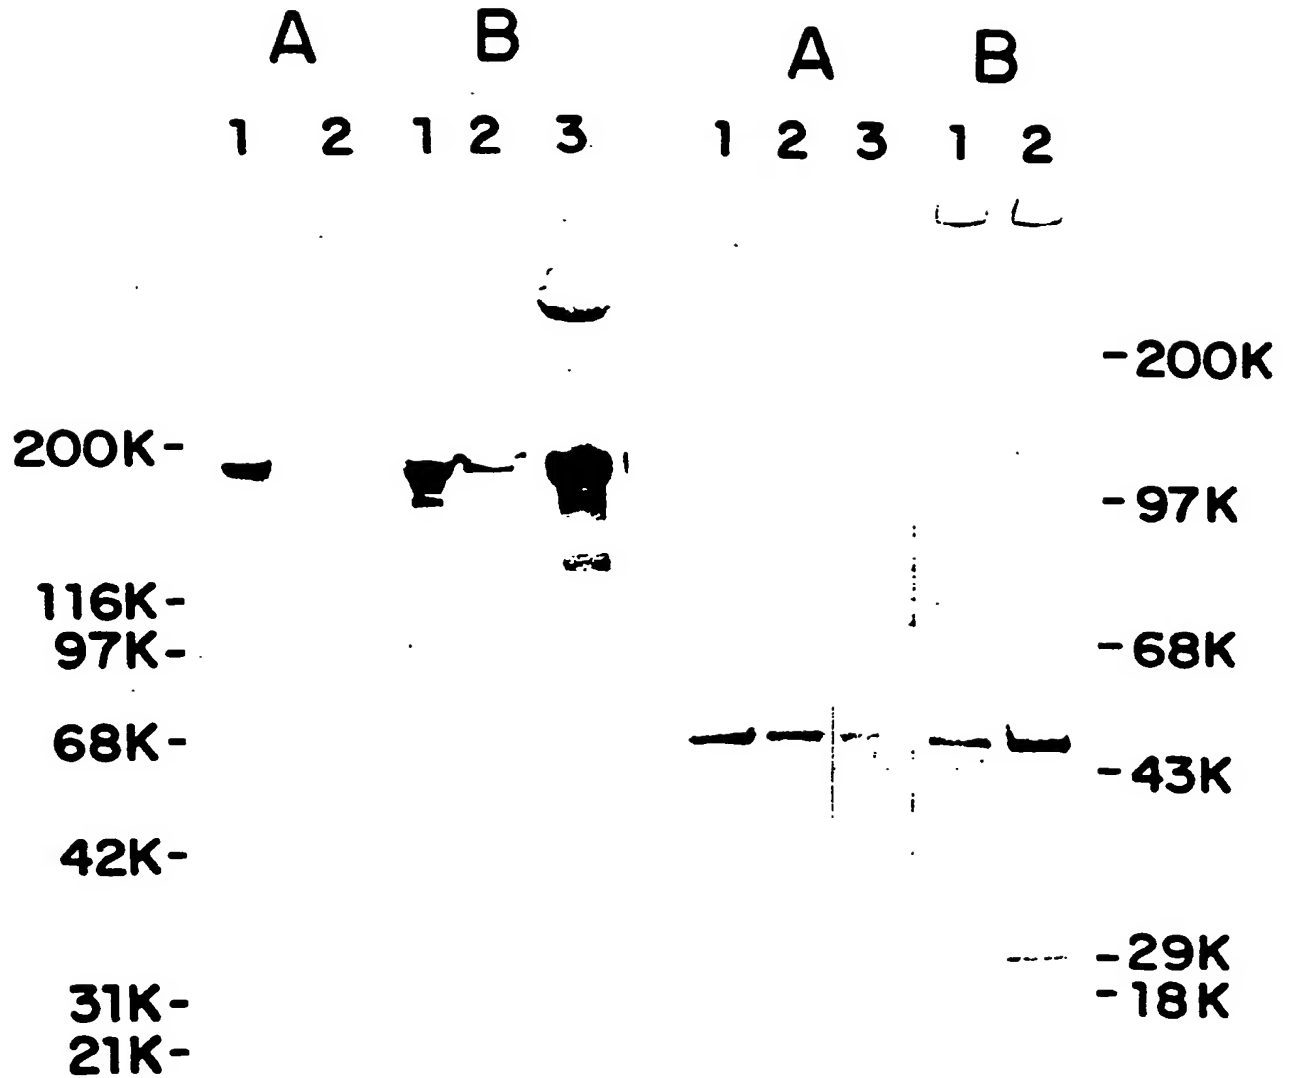 A B
1 2 1 2 3
200K-
116K-
97K-
68K-
42K-
31K-
21K-
A B
1 2 3 1 2
-200K
-97K
-68K
-43K
-29K
-18K